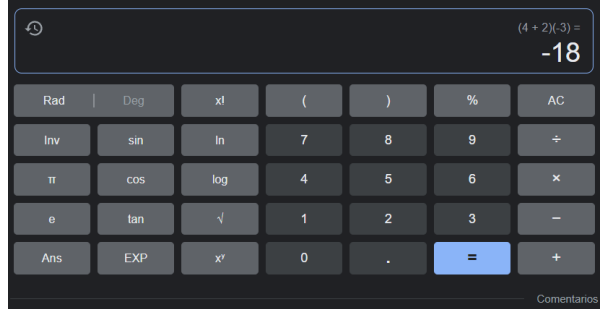 (4 + 2)(-3) =
-18
Rad | Deg x! ( ) % AC
Inv sin ln 7 8 9 ÷
π cos log 4 5 6 ×
e tan √ 1 2 3 −
Ans EXP xʸ 0 . = +
Comentarios